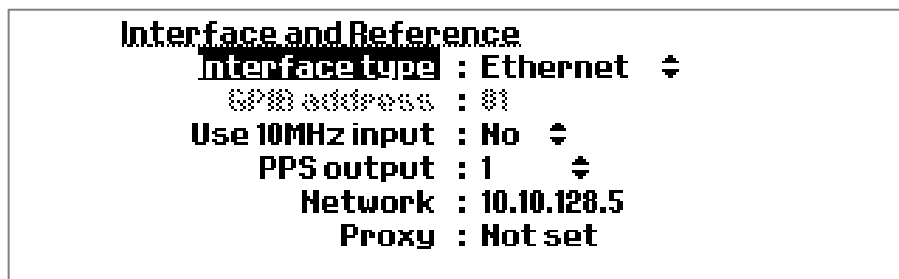 Interface and Reference
Interface type : Ethernet
GPIB address : 01
Use 10MHz input : No
PPS output : 1
Network : 10.10.128.5
Proxy : Not set